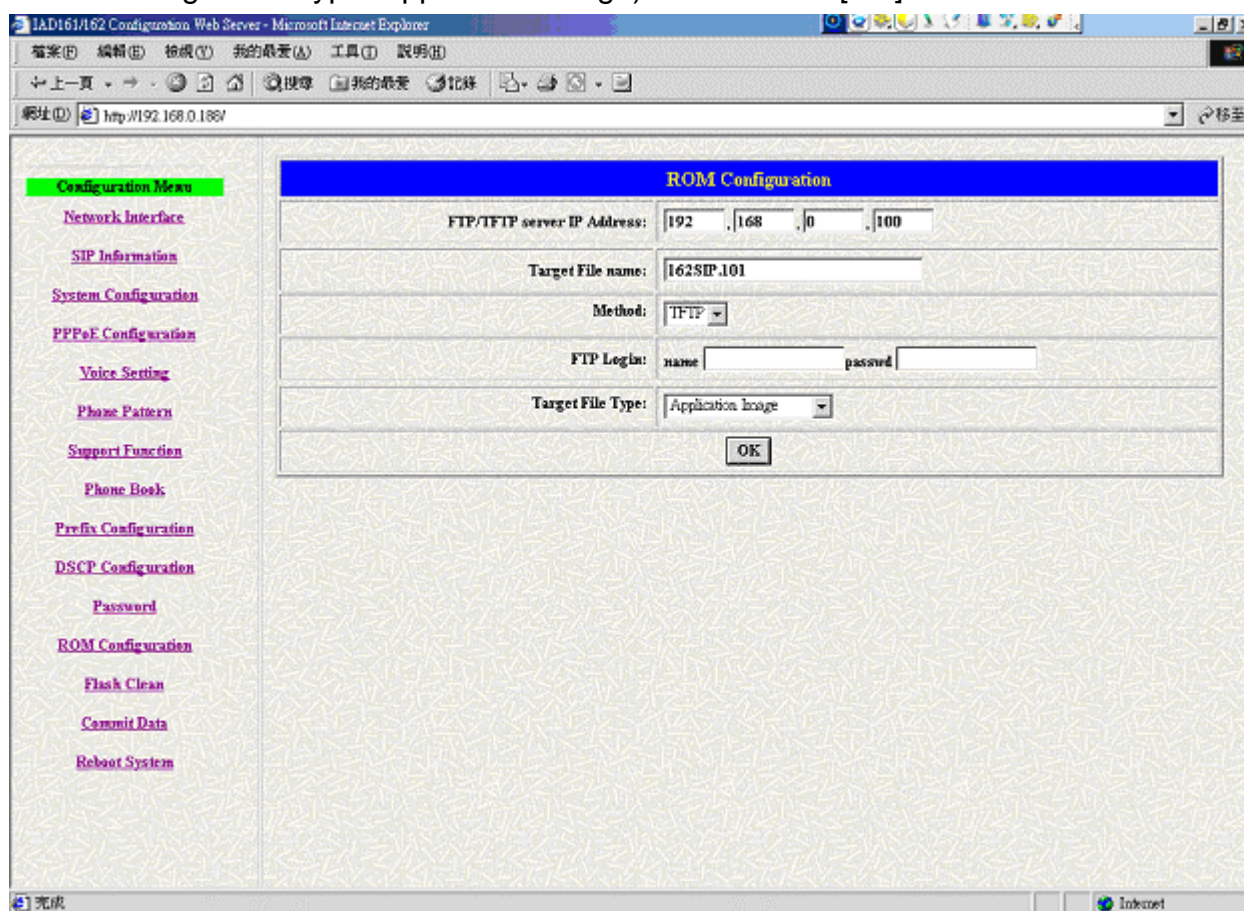 IAD161/162 Configuration Web Server - Microsoft Internet Explorer
檔案(F) 編輯(E) 檢視(V) 我的最愛(A) 工具(T) 說明(H)
上一頁 搜尋 我的最愛 記錄
網址(D) http://192.168.0.188/ 移至
Configuration Menu
Network Interface
SIP Information
System Configuration
PPPoE Configuration
Voice Setting
Phone Pattern
Support Function
Phone Book
Prefix Configuration
DSCP Configuration
Password
ROM Configuration
Flash Clean
Commit Data
Reboot System
ROM Configuration
FTP/TFTP server IP Address: 192 . 168 . 0 . 100
Target File name: 162SIP.101
Method: TFTP
FTP Login: name passwd
Target File Type: Application Image
OK
完成 Internet